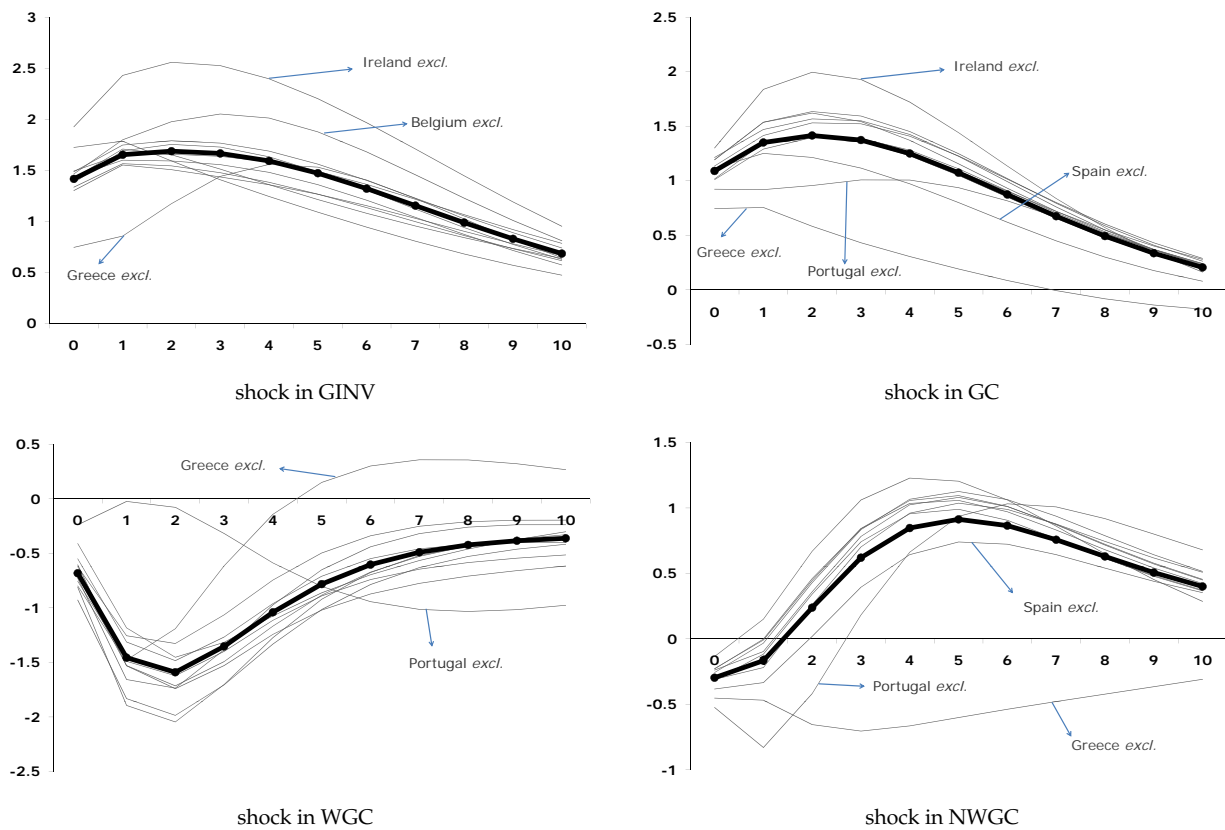 3
2.5
2
1.5
1
0.5
0
0 1 2 3 4 5 6 7 8 9 10
Ireland excl.
Belgium excl.
Greece excl.
shock in GINV
2.5
2
1.5
1
0.5
0
-0.5
0 1 2 3 4 5 6 7 8 9 10
Ireland excl.
Spain excl.
Greece excl.
Portugal excl.
shock in GC
0.5
0
-0.5
-1
-1.5
-2
-2.5
0 1 2 3 4 5 6 7 8 9 10
Greece excl.
Portugal excl.
shock in WGC
1.5
1
0.5
0
-0.5
-1
0 1 2 3 4 5 6 7 8 9 10
Spain excl.
Portugal excl.
Greece excl.
shock in NWGC